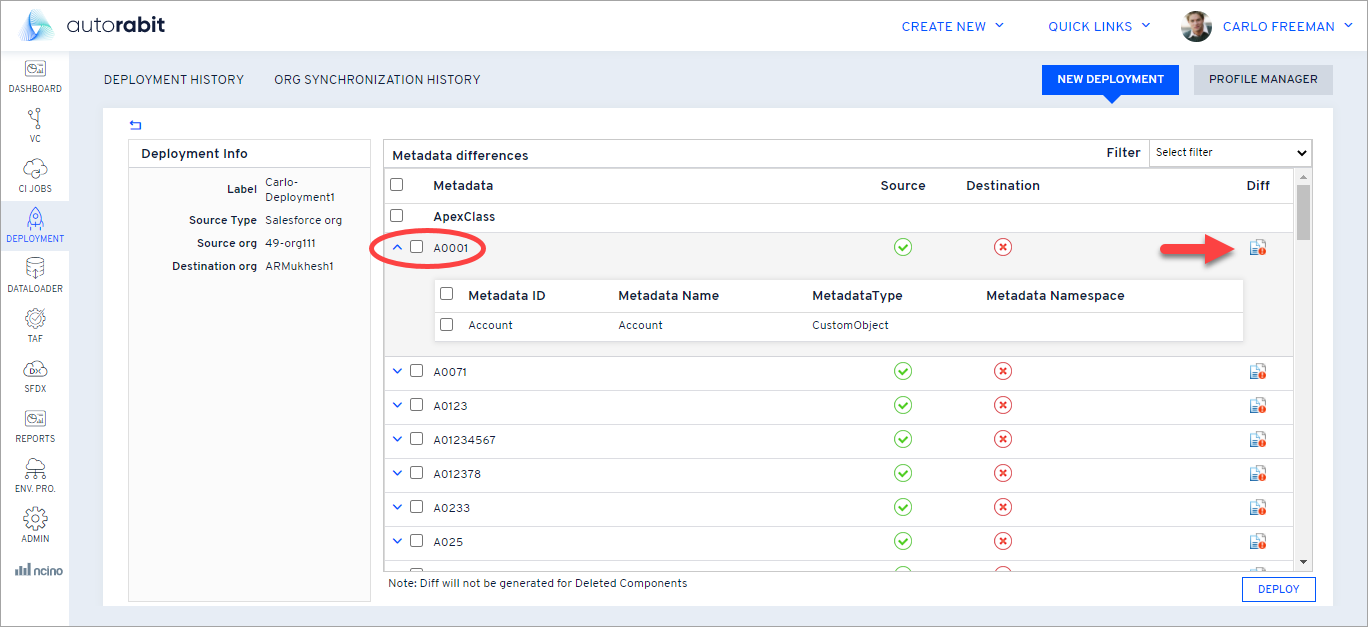 autorabit
CREATE NEW
QUICK LINKS
CARLO FREEMAN
DASHBOARD
VC
CI JOBS
DEPLOYMENT
DATALOADER
TAF
DX
SFDX
REPORTS
ENV. PRO.
ADMIN
ncino
DEPLOYMENT HISTORY
ORG SYNCHRONIZATION HISTORY
NEW DEPLOYMENT
PROFILE MANAGER
Deployment Info
Label Carlo-
Deployment1
Source Type Salesforce org
Source org 49-org111
Destination org ARMukhesh1
Metadata differences
Filter Select filter
Metadata Source Destination Diff
ApexClass
A0001
Metadata ID Metadata Name MetadataType Metadata Namespace
Account Account CustomObject
A0071
A0123
A01234567
A012378
A0233
A025
Note: Diff will not be generated for Deleted Components
DEPLOY